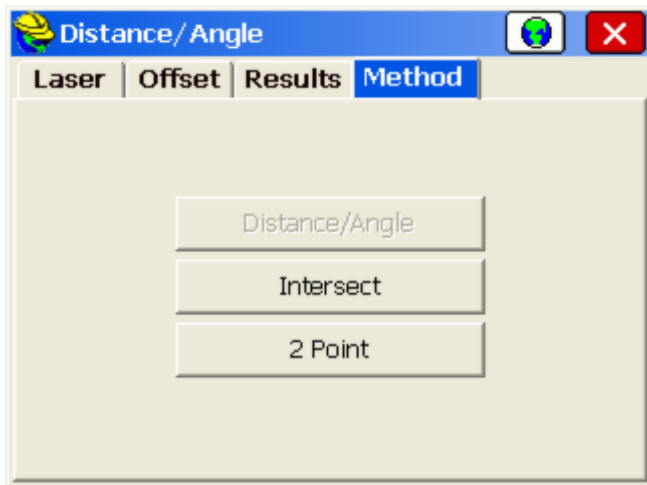 Distance/Angle
Laser Offset Results Method
Distance/Angle
Intersect
2 Point